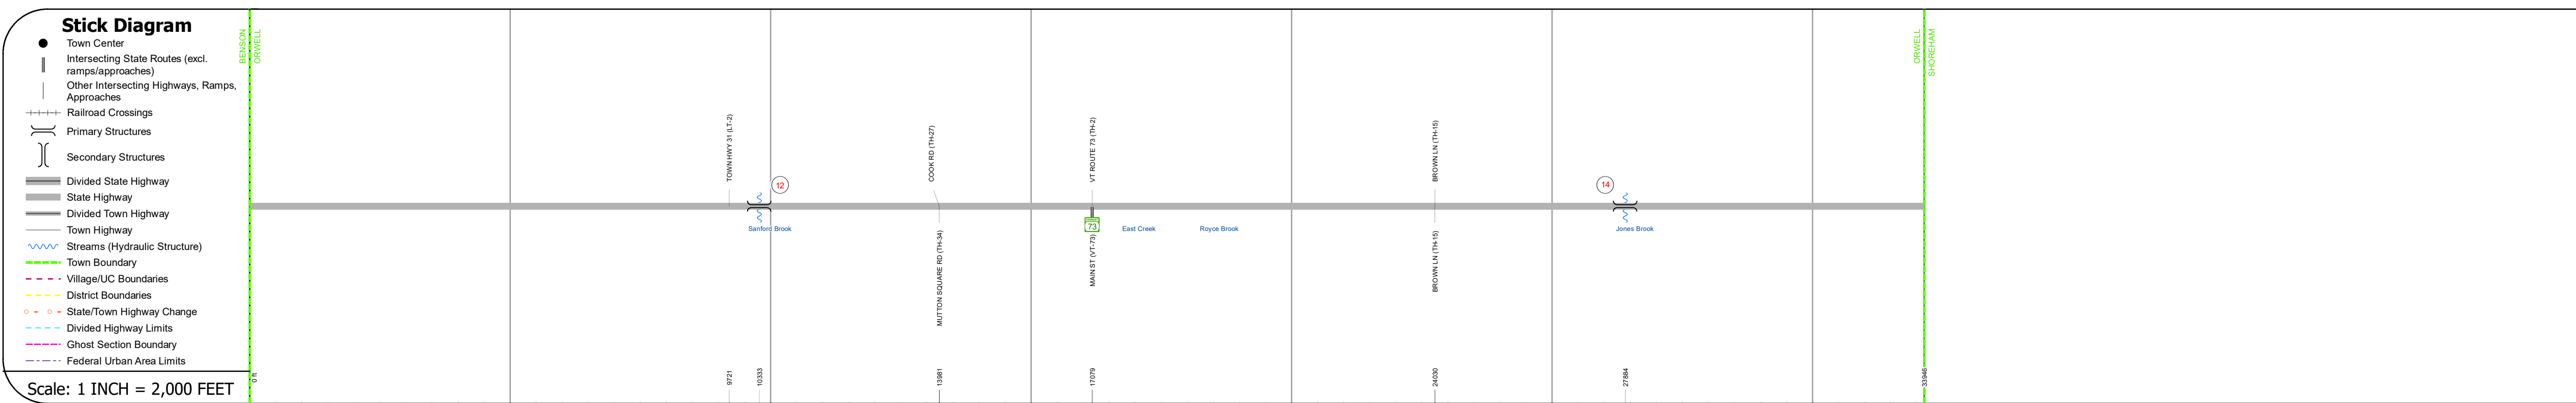 Stick Diagram
Town Center
Intersecting State Routes (excl.
ramps/approaches)
Other Intersecting Highways, Ramps,
Approaches
Railroad Crossings
Primary Structures
Secondary Structures
Divided State Highway
State Highway
Divided Town Highway
Town Highway
Streams (Hydraulic Structure)
Town Boundary
Village/UC Boundaries
District Boundaries
State/Town Highway Change
Divided Highway Limits
Ghost Section Boundary
Federal Urban Area Limits
Scale: 1 INCH = 2,000 FEET
BENSON
ORWELL
0 ft
TOWN HWY 31 (LT-2)
9721
12
Sanford Brook
10333
COOK RD (TH-27)
MUTTON SQUARE RD (TH-34)
13981
VT ROUTE 73 (TH-2)
73
MAIN ST (VT-73)
17079
East Creek
Royce Brook
BROWN LN (TH-15)
BROWN LN (TH-15)
24030
14
Jones Brook
27884
ORWELL
SHOREHAM
33946